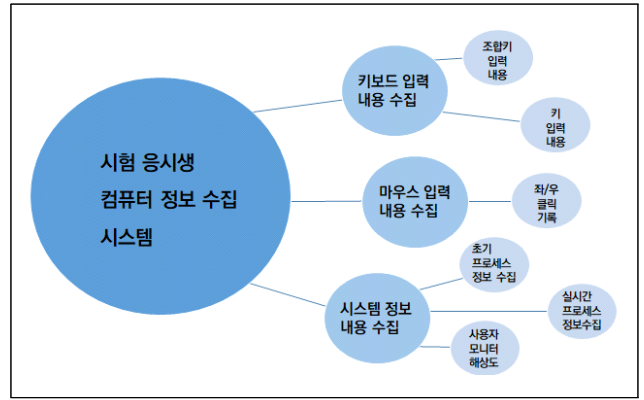 시험 응시생
컴퓨터 정보 수집
시스템
키보드 입력
내용 수집
조합키
입력
내용
키
입력
내용
마우스 입력
내용 수집
좌/우
클릭
기록
시스템 정보
내용 수집
초기
프로세스
정보 수집
실시간
프로세스
정보수집
사용자
모니터
해상도